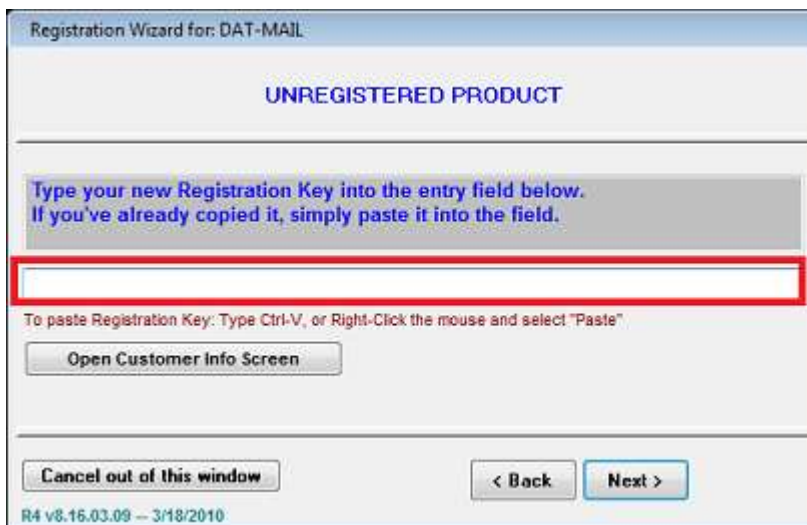 Registration Wizard for: DAT-MAIL
UNREGISTERED PRODUCT
Type your new Registration Key into the entry field below.
If you've already copied it, simply paste it into the field.
To paste Registration Key: Type Ctrl-V, or Right-Click the mouse and select "Paste"
Open Customer Info Screen
Cancel out of this window
< Back
Next >
R4 v8.16.03.09 -- 3/18/2010